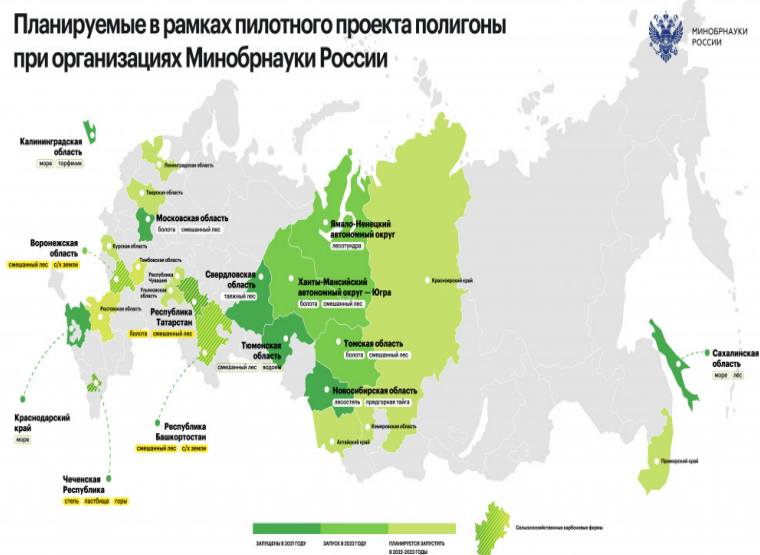 Планируемые в рамках пилотного проекта полигоны
при организациях Минобрнауки России
МИНОБРНАУКИ
РОССИИ
Калининградская
область
море торфяник
Ленинградская область
Тверская область
Московская область
болота смешанный лес
Воронежская
область
смешанный лес с/х земли
Курская область
Тамбовская область
Республика
Чувашия
Ульяновская
область
Ростовская область
Республика
Татарстан
болота смешанный лес
Свердловская
область
таежный лес
Ямало-Ненецкий
автономный округ
лесотундра
Ханты-Мансийский
автономный округ — Югра
болота смешанный лес
Красноярский край
Тюменская
область
смешанный лес водоем
Томская область
болота смешанный лес
Новосибирская область
лесостепь предгорная тайга
Кемеровская область
Алтайский край
Сахалинская
область
море лес
Приморский край
Краснодарский
край
море
Республика
Башкортостан
смешанный лес с/х земли
Чеченская
Республика
степь пастбища горы
ЗАПУЩЕНЫ В 2021 ГОДУ
ЗАПУСК В 2022 ГОДУ
ПЛАНИРУЕТСЯ ЗАПУСТИТЬ
В 2022-2023 ГОДЫ
Сельскохозяйственные карбоновые фермы